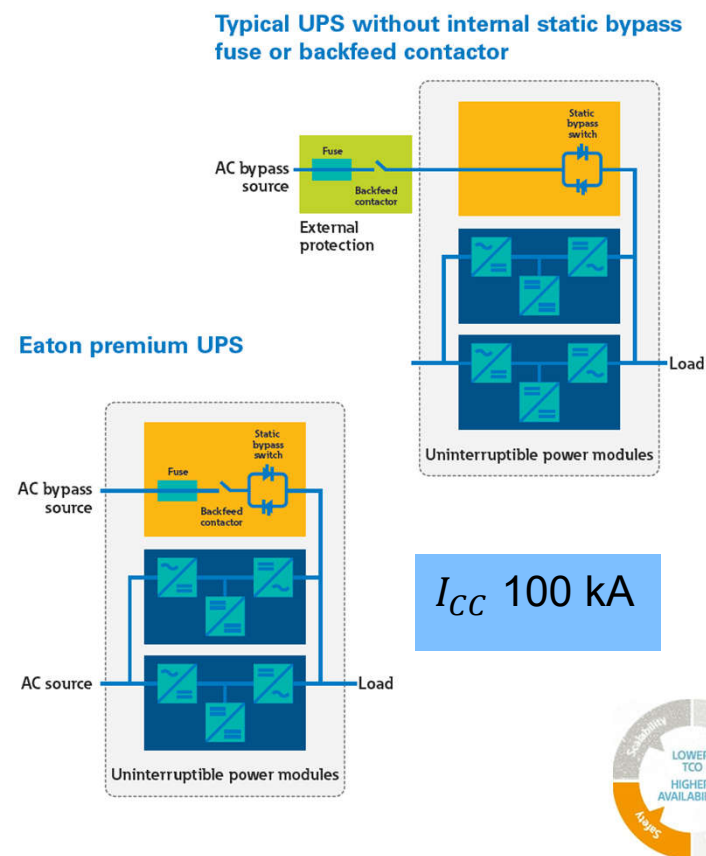 Typical UPS without internal static bypass
fuse or backfeed contactor
Static
bypass
switch
Fuse
AC bypass
source
Backfeed
contactor
External
protection
Load
Uninterruptible power modules
Eaton premium UPS
Static
bypass
switch
Fuse
AC bypass
source
Backfeed
contactor
AC source
Load
Uninterruptible power modules
I_CC 100 kA
Scalability
LOWER
TCO
HIGHER
Safety